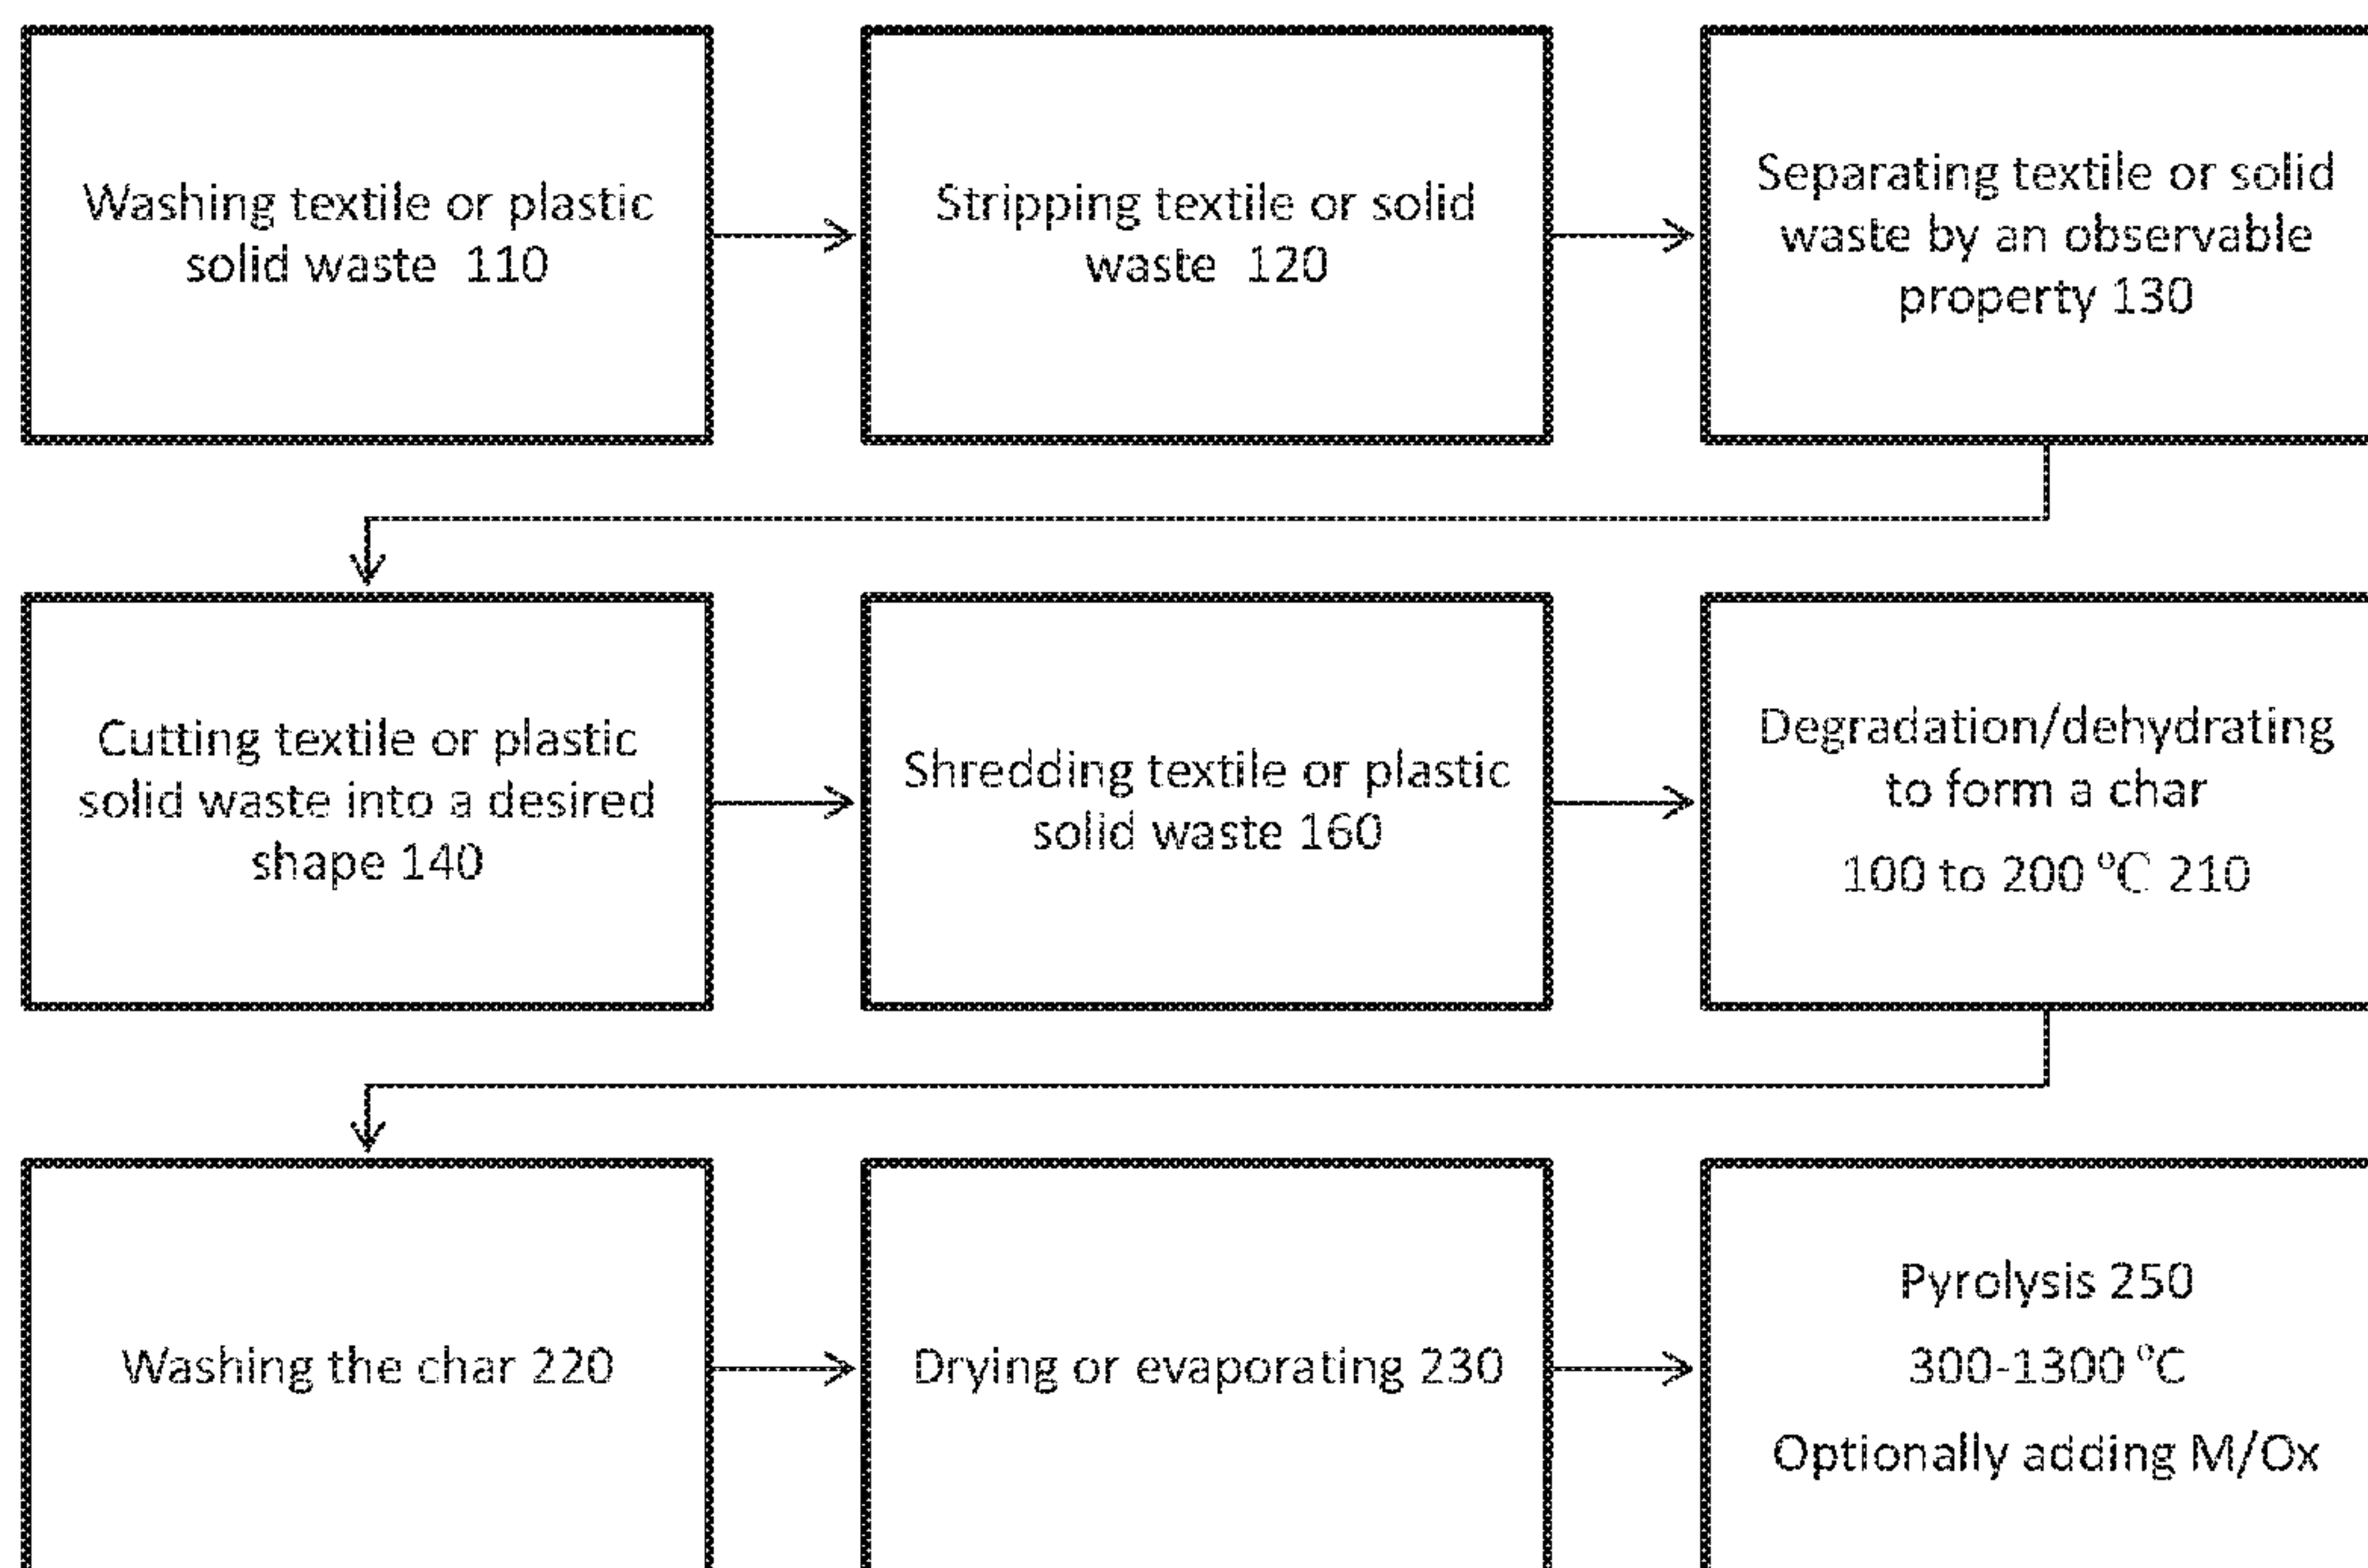 Washing textile or plastic
solid waste 110
Stripping textile or solid
waste 120
Separating textile or solid
waste by an observable
property 130
Cutting textile or plastic
solid waste into a desired
shape 140
Shredding textile or plastic
solid waste 160
Degradation/dehydrating
to form a char
100 to 200 °C 210
Washing the char 220
Drying or evaporating 230
Pyrolysis 250
300-1300 °C
Optionally adding M/Ox